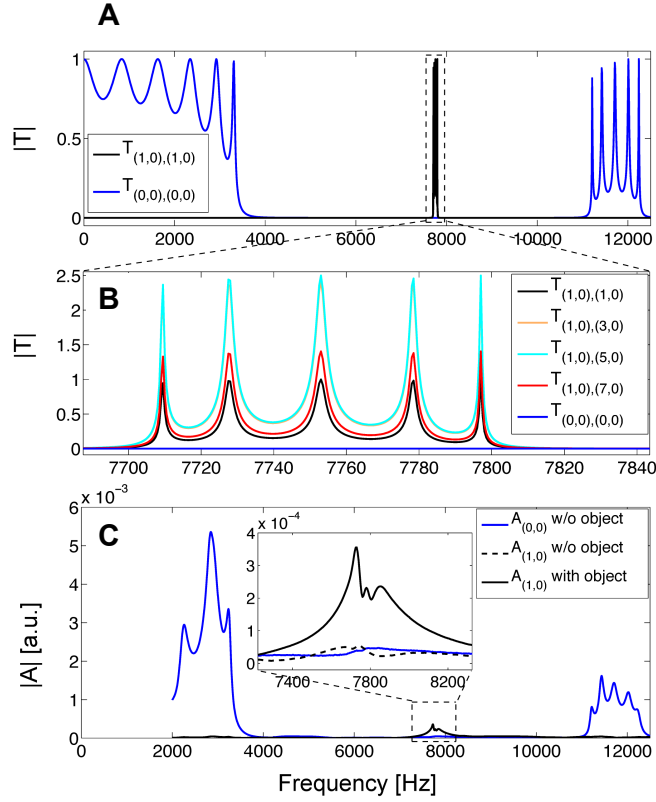 A
|T|
1
0.5
0
T(1,0),(1,0)
T(0,0),(0,0)
0 2000 4000 6000 8000 10000 12000
B
|T|
2.5
2
1.5
1
0.5
0
T(1,0),(1,0)
T(1,0),(3,0)
T(1,0),(5,0)
T(1,0),(7,0)
T(0,0),(0,0)
7700 7720 7740 7760 7780 7800 7820 7840
x 10⁻³
C
|A| [a.u.]
6
5
4
3
2
1
0
A(0,0) w/o object
A(1,0) w/o object
A(1,0) with object
x 10⁻⁴
4
2
0
7400 7800 8200
0 2000 4000 6000 8000 10000 12000
Frequency [Hz]